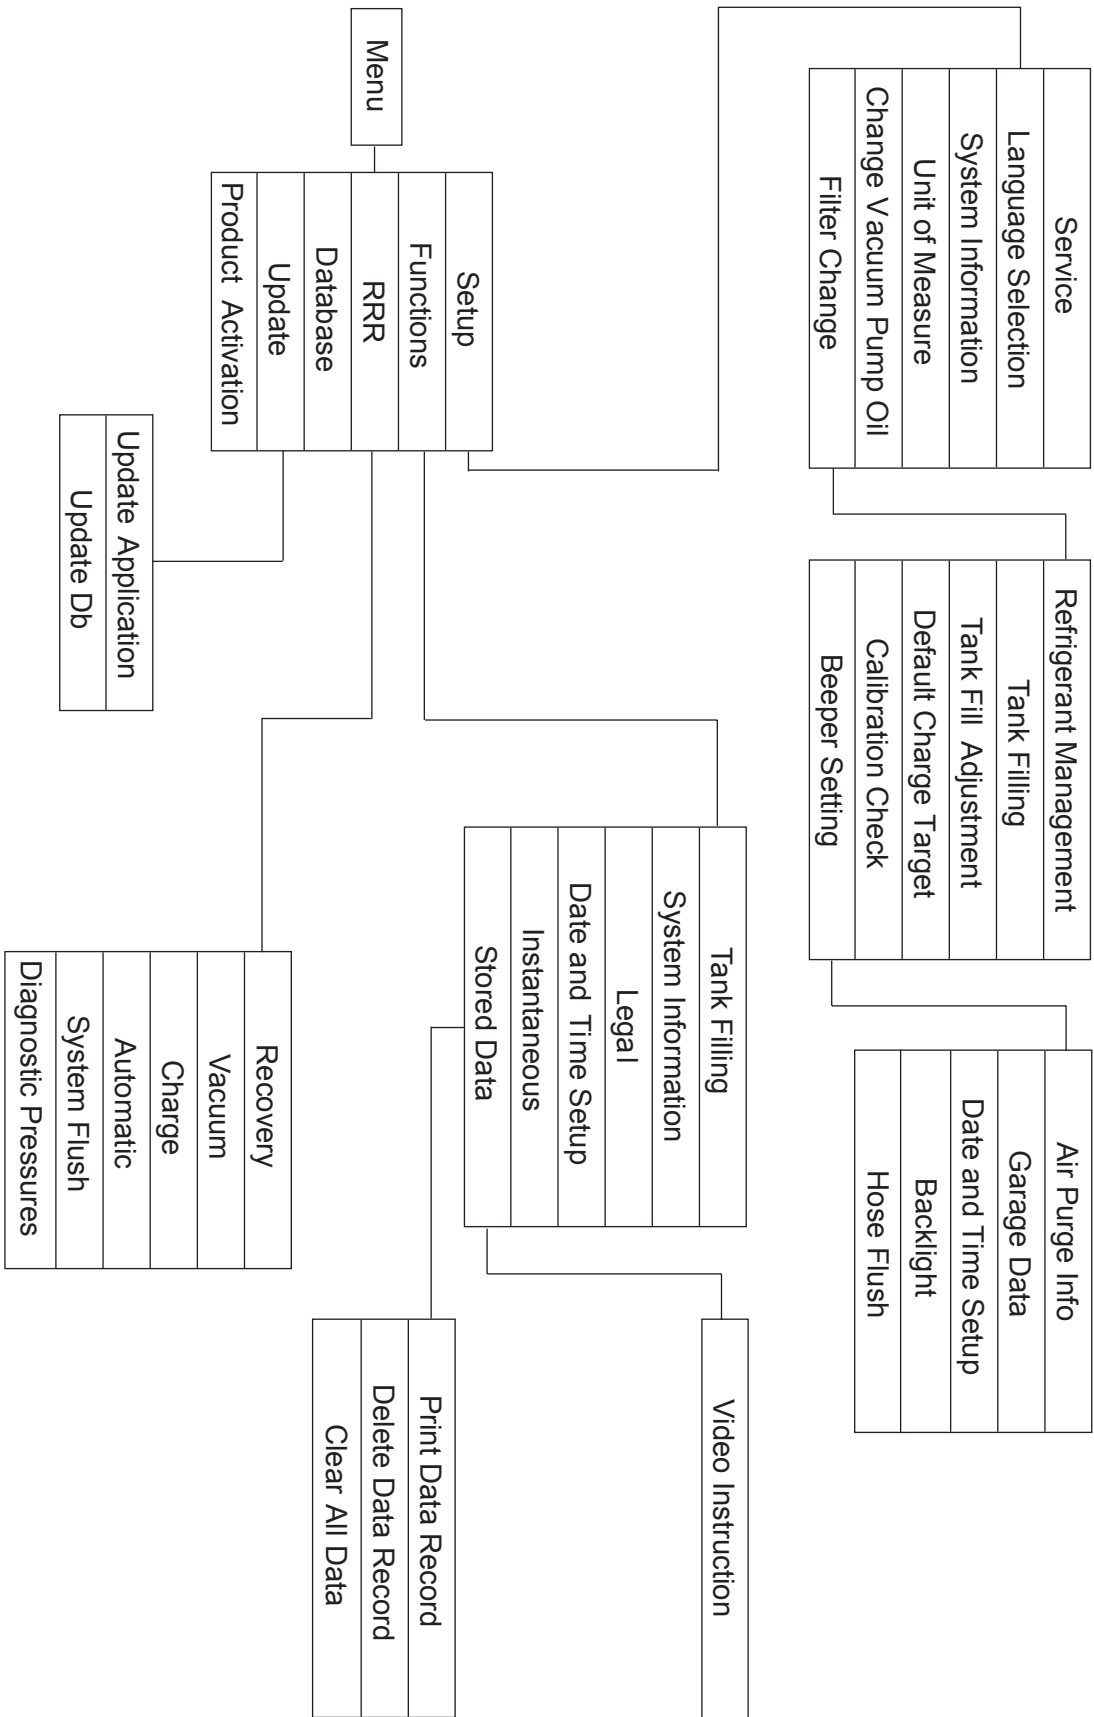 Menu
Setup
Functions
RRR
Database
Update
Product Activation
Service
Language Selection
System Information
Unit of Measure
Change Vacuum Pump Oil
Filter Change
Refrigerant Management
Tank Filling
Tank Fill Adjustment
Default Charge Target
Calibration Check
Beeper Setting
Air Purge Info
Garage Data
Date and Time Setup
Backlight
Hose Flush
Tank Filling
System Information
Legal
Date and Time Setup
Instantaneous
Stored Data
Video Instruction
Print Data Record
Delete Data Record
Clear All Data
Recovery
Vacuum
Charge
Automatic
System Flush
Diagnostic Pressures
Update Application
Update Db